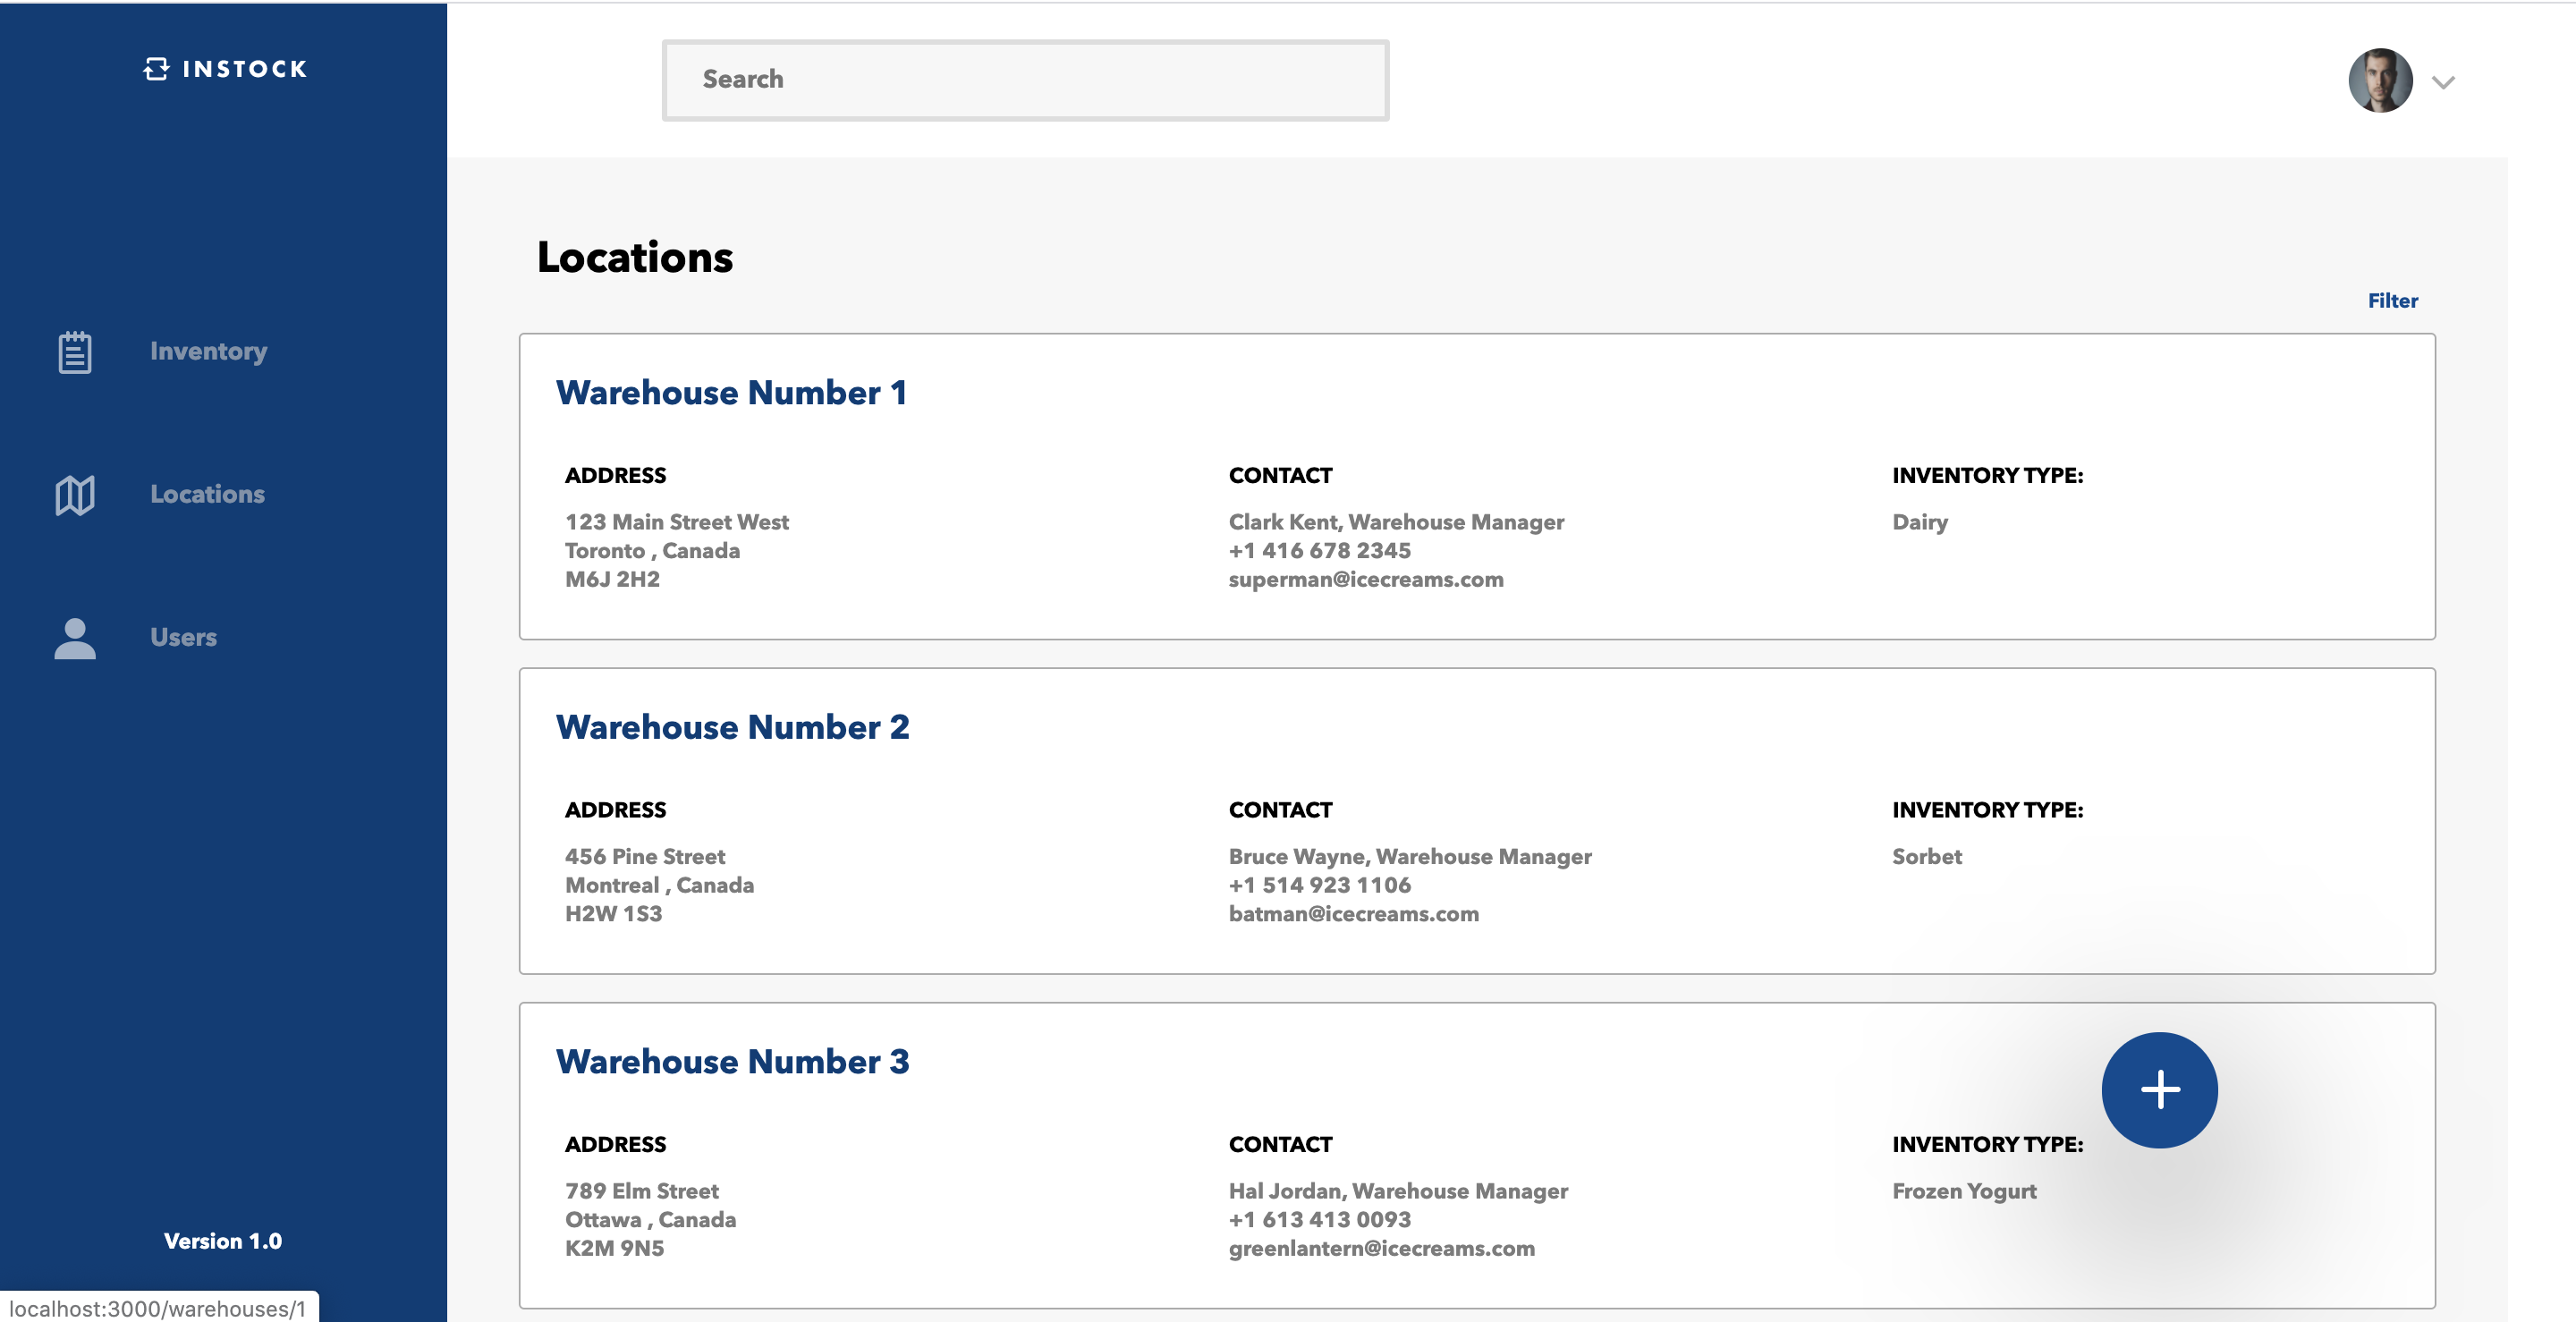 INSTOCK
Search
Inventory
Locations
Users
Version 1.0
localhost:3000/warehouses/1
Locations
Filter
Warehouse Number 1
ADDRESS
123 Main Street West
Toronto , Canada
M6J 2H2
CONTACT
Clark Kent, Warehouse Manager
+1 416 678 2345
superman@icecreams.com
INVENTORY TYPE:
Dairy
Warehouse Number 2
ADDRESS
456 Pine Street
Montreal , Canada
H2W 1S3
CONTACT
Bruce Wayne, Warehouse Manager
+1 514 923 1106
batman@icecreams.com
INVENTORY TYPE:
Sorbet
Warehouse Number 3
ADDRESS
789 Elm Street
Ottawa , Canada
K2M 9N5
CONTACT
Hal Jordan, Warehouse Manager
+1 613 413 0093
greenlantern@icecreams.com
INVENTORY TYPE:
Frozen Yogurt